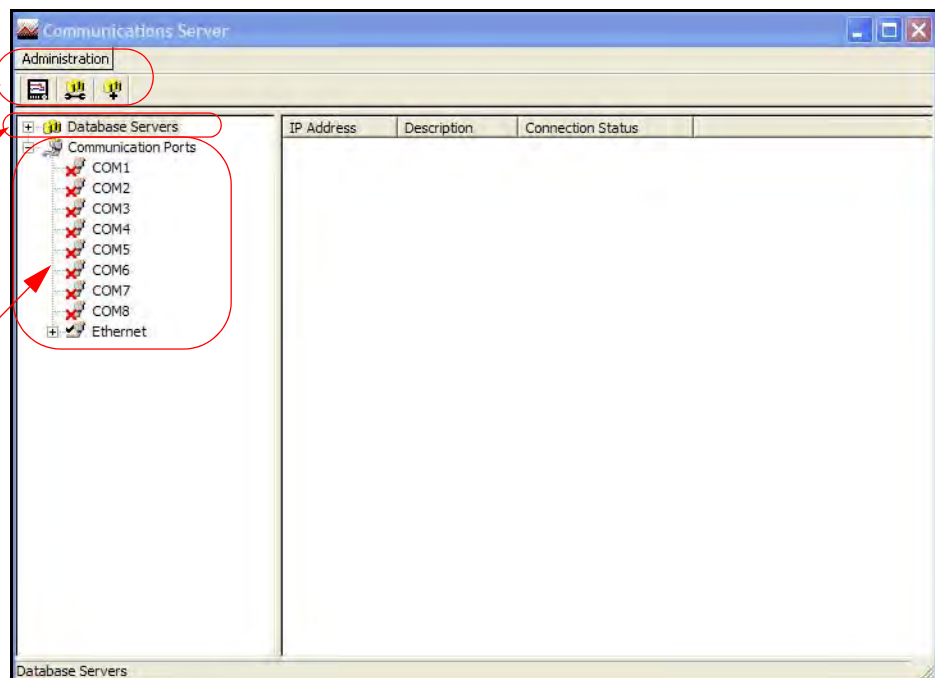 Communications Server
Administration
Database Servers
IP Address Description Connection Status
Communication Ports
COM1
COM2
COM3
COM4
COM5
COM6
COM7
COM8
Ethernet
Database Servers